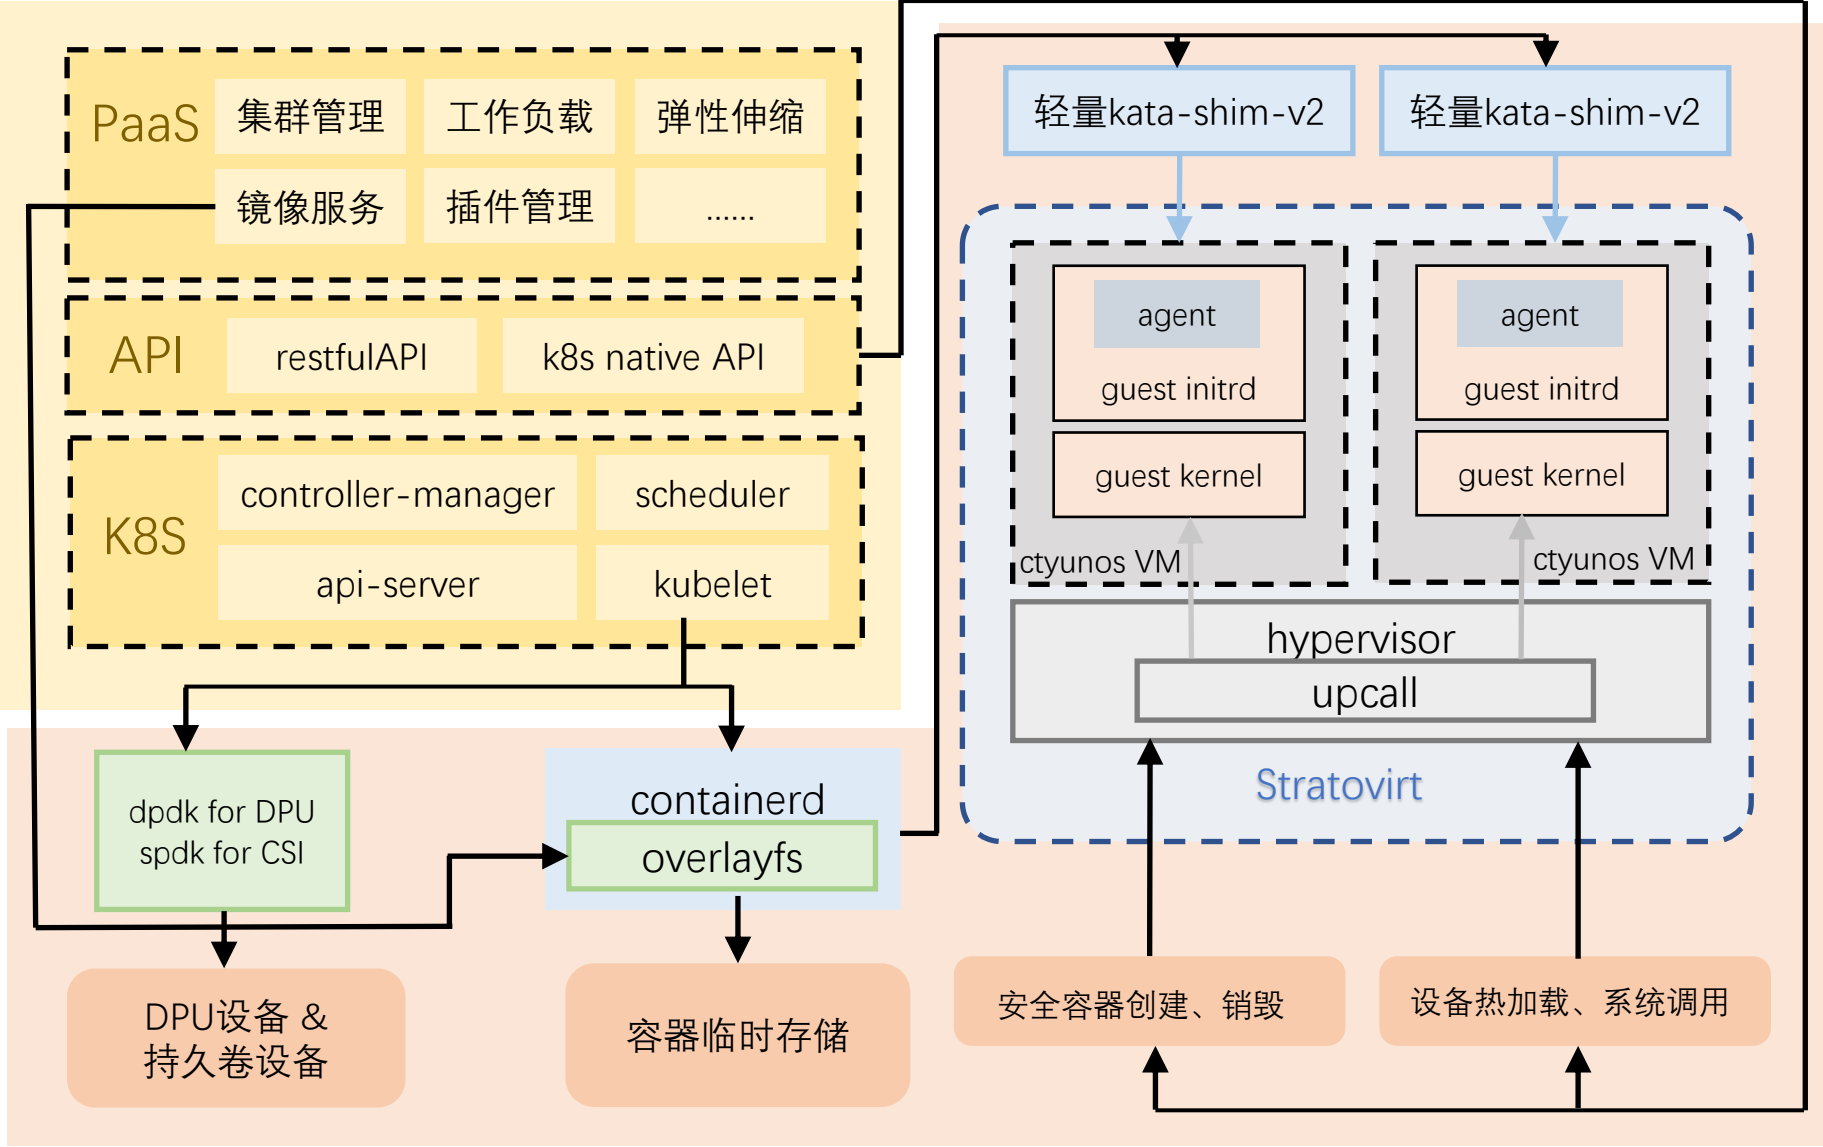 PaaS
集群管理
工作负载
弹性伸缩
镜像服务
插件管理
......
API
restfulAPI
k8s native API
K8S
controller-manager
scheduler
api-server
kubelet
dpdk for DPU
spdk for CSI
containerd
overlayfs
DPU设备 &
持久卷设备
容器临时存储
轻量kata-shim-v2
轻量kata-shim-v2
agent
guest initrd
guest kernel
ctyunos VM
agent
guest initrd
guest kernel
ctyunos VM
hypervisor
upcall
Stratovirt
安全容器创建、销毁
设备热加载、系统调用